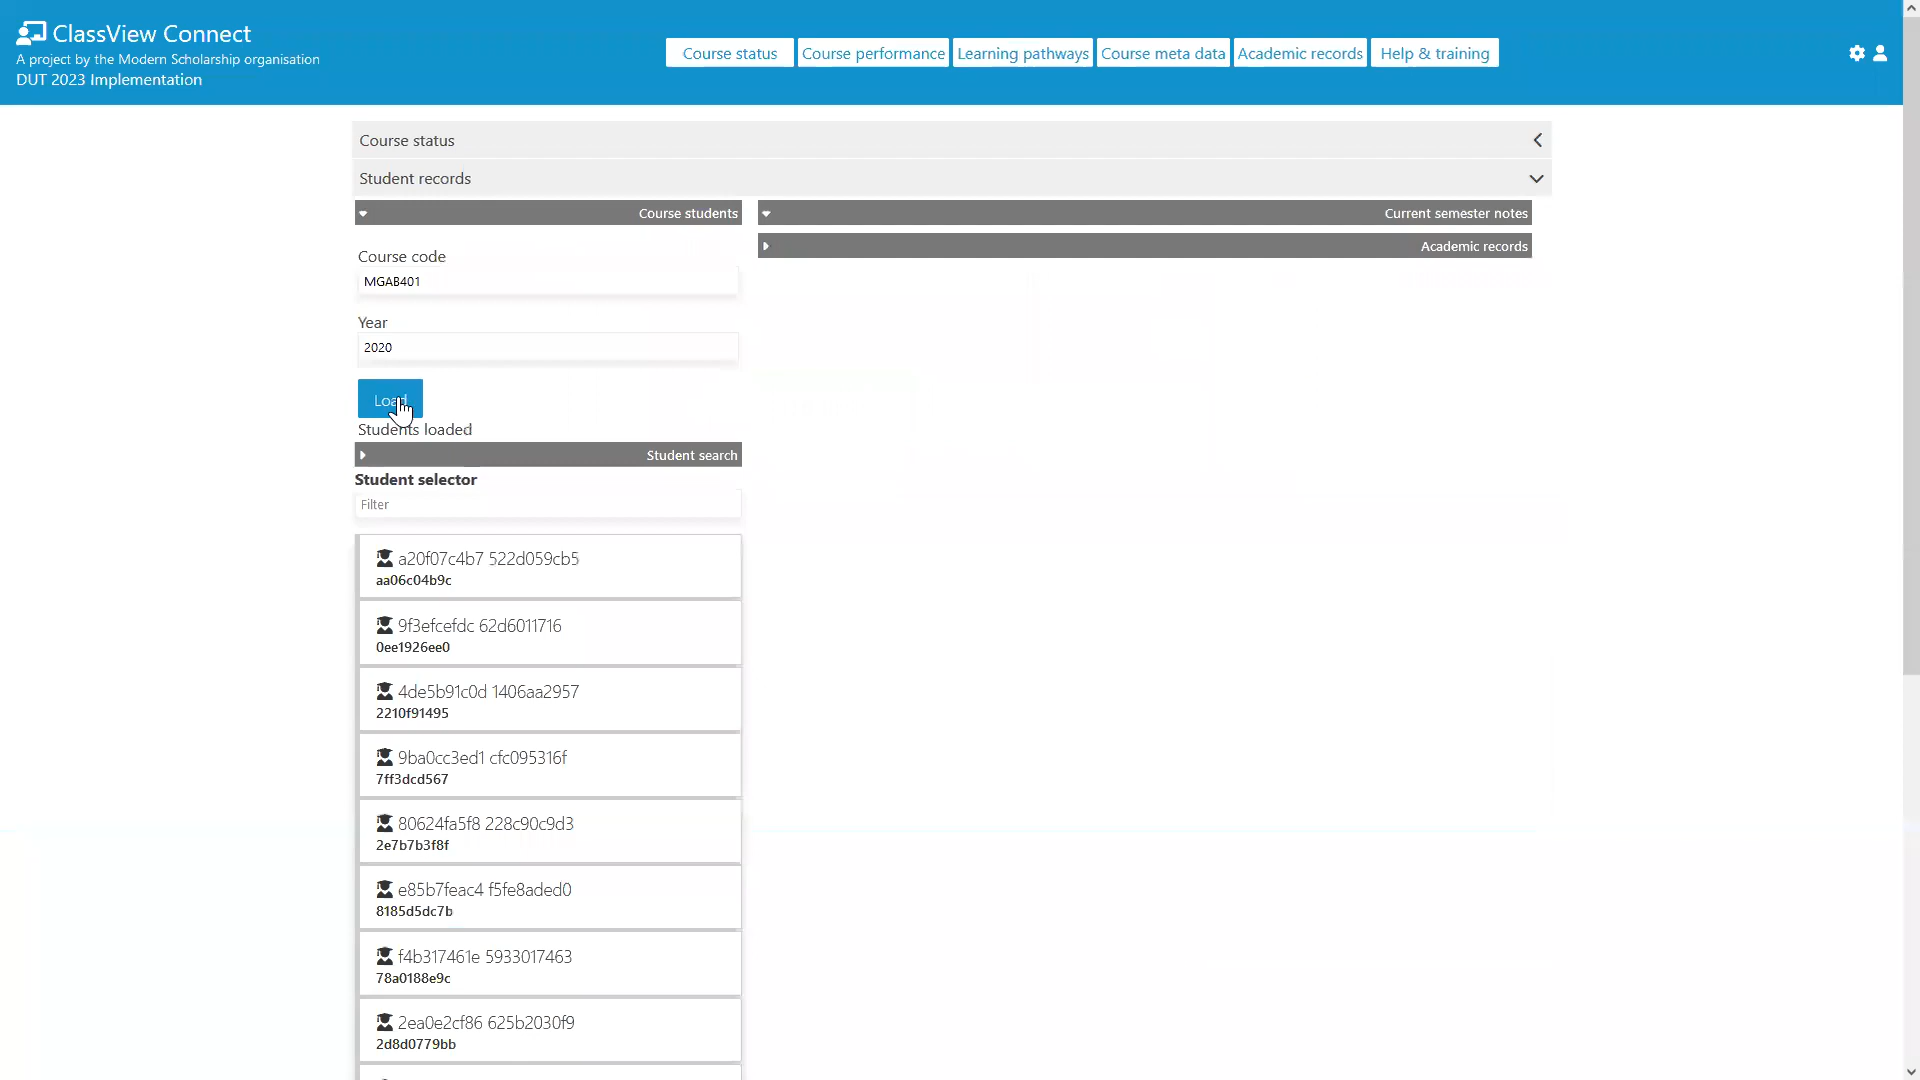 ClassView Connect
A project by the Modern Scholarship organisation
DUT 2023 Implementation
Course status
Course performance
Learning pathways
Course meta data
Academic records
Help & training
Course status
Student records
Course students
Current semester notes
Academic records
Course code
MGAB401
Year
2020
Load
Students loaded
Student search
Student selector
Filter
a20f07c4b7 522d059cb5
aa06c04b9c
9f3efcefdc 62d6011716
0ee1926ee0
4de5b91c0d 1406aa2957
2210f91495
9ba0cc3ed1 cfc095316f
7ff3dcd567
80624fa5f8 228c90c9d3
2e7b7b3f8f
e85b7feac4 f5fe8aded0
8185d5dc7b
f4b317461e 5933017463
78a0188e9c
2ea0e2cf86 625b2030f9
2d8d0779bb